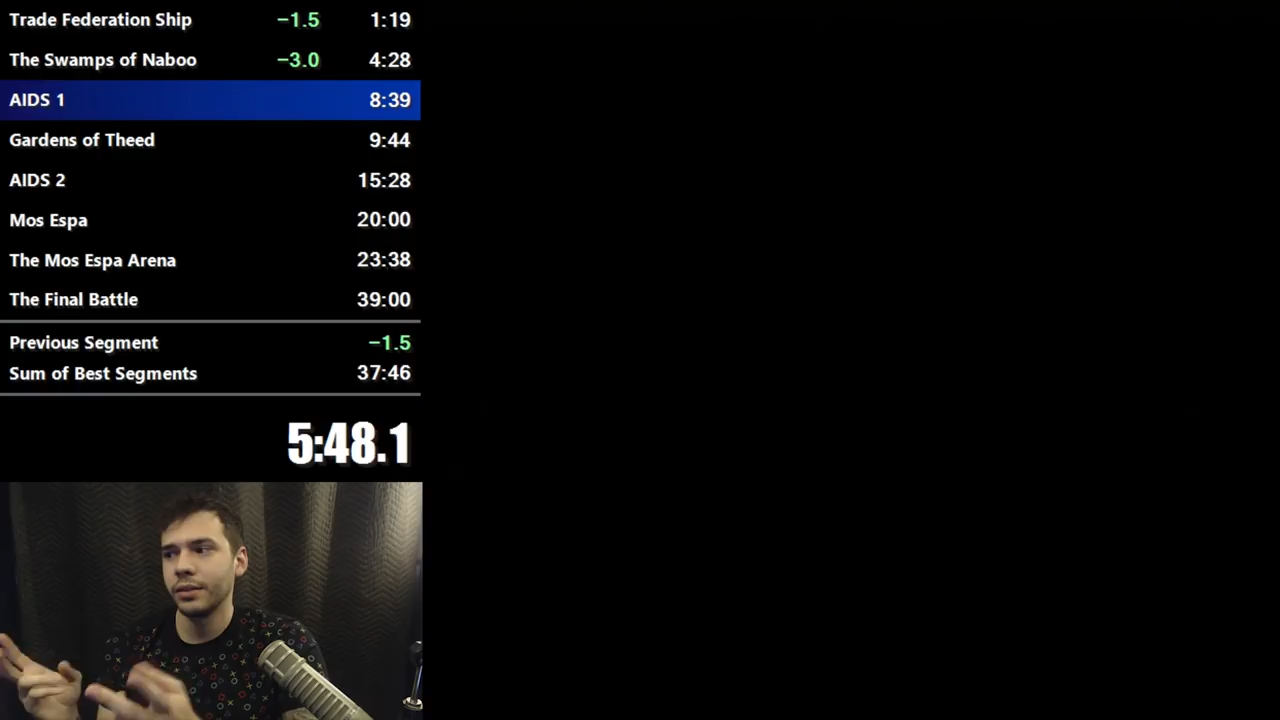 Trade Federation Ship −1.5 1:19
The Swamps of Naboo −3.0 4:28
AIDS 1 8:39
Gardens of Theed 9:44
AIDS 2 15:28
Mos Espa 20:00
The Mos Espa Arena 23:38
The Final Battle 39:00
Previous Segment −1.5
Sum of Best Segments 37:46
5:48.1